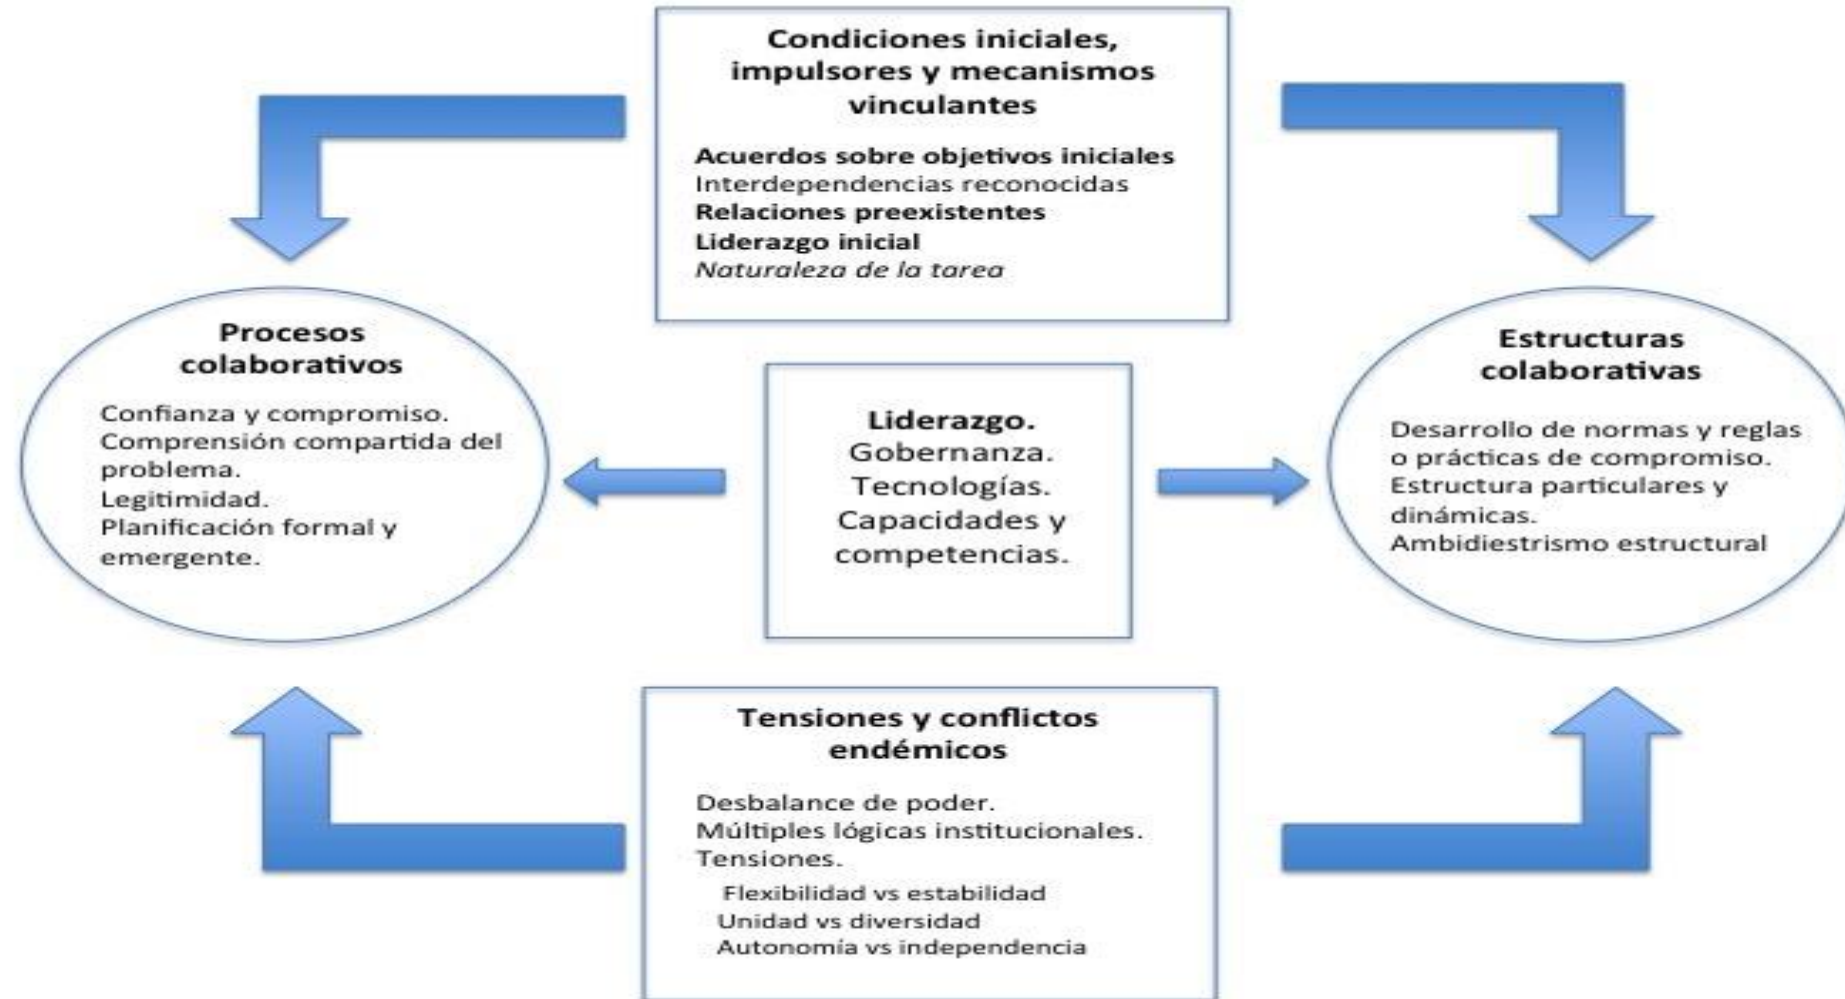 Condiciones iniciales,
impulsores y mecanismos
vinculantes
Acuerdos sobre objetivos iniciales
Interdependencias reconocidas
Relaciones preexistentes
Liderazgo inicial
Naturaleza de la tarea
Procesos
colaborativos
Confianza y compromiso.
Comprensión compartida del
problema.
Legitimidad.
Planificación formal y
emergente.
Liderazgo.
Gobernanza.
Tecnologías.
Capacidades y
competencias.
Estructuras
colaborativas
Desarrollo de normas y reglas
o prácticas de compromiso.
Estructura particulares y
dinámicas.
Ambidiestrismo estructural
Tensiones y conflictos
endémicos
Desbalance de poder.
Múltiples lógicas institucionales.
Tensiones.
Flexibilidad vs estabilidad
Unidad vs diversidad
Autonomía vs independencia